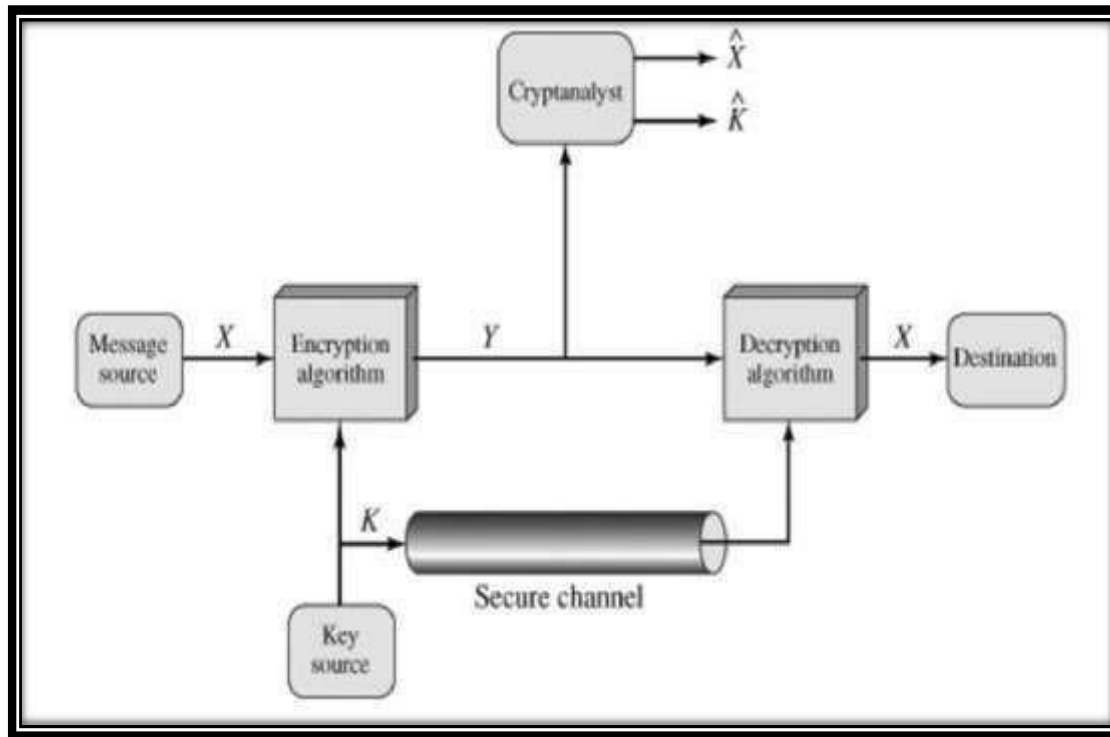 X̂
Cryptanalyst
K̂
Message
source
X
Encryption
algorithm
Y
Decryption
algorithm
X
Destination
K
Secure channel
Key
source